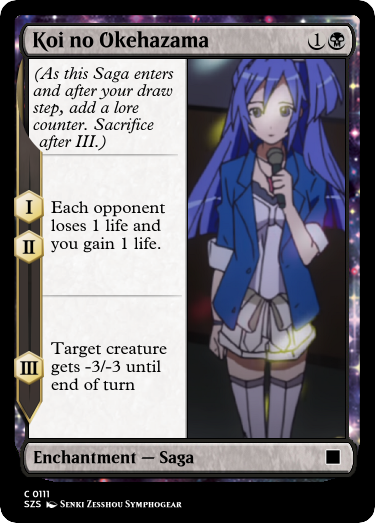 Koi no Okehazama 1
(As this Saga enters
and after your draw
step, add a lore
counter. Sacrifice
after III.)
I
II
Each opponent
loses 1 life and
you gain 1 life.
III
Target creature
gets -3/-3 until
end of turn
Enchantment — Saga
C 0111
SZS Senki Zesshou Symphogear